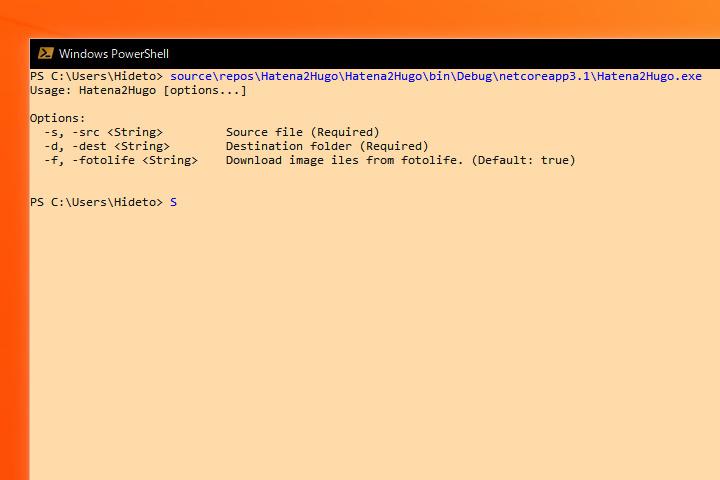 Windows PowerShell
PS C:\Users\Hideto> source\repos\Hatena2Hugo\Hatena2Hugo\bin\Debug\netcoreapp3.1\Hatena2Hugo.exe
Usage: Hatena2Hugo [options...]
Options:
-s, -src <String> Source file (Required)
-d, -dest <String> Destination folder (Required)
-f, -fotolife <String> Download image iles from fotolife. (Default: true)
PS C:\Users\Hideto> S